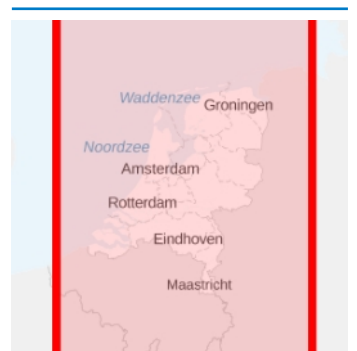 Waddenzee
Groningen
Noordzee
Amsterdam
Rotterdam
Eindhoven
Maastricht